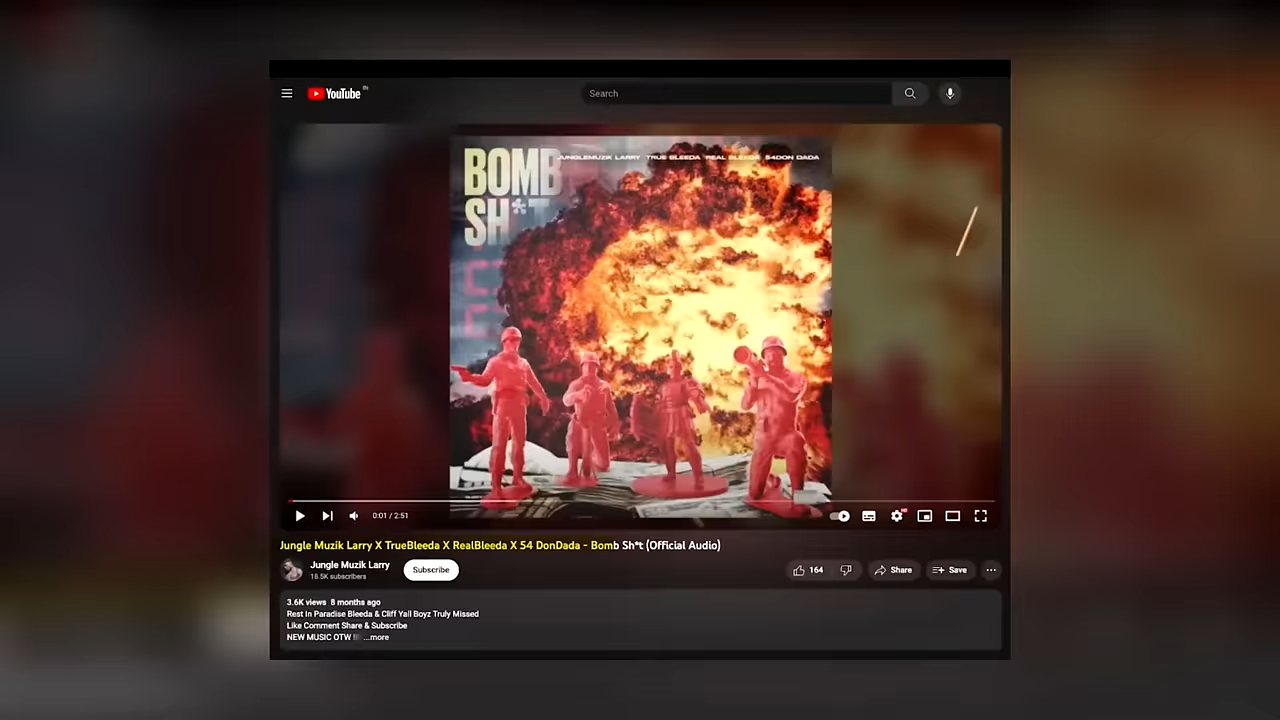 YouTube IN
Search
BOMB
SH*T
JUNGLEMUZIK LARRY TRUE BLEEDA REAL BLEEDA 54DON DADA
0:01 / 2:51
Jungle Muzik Larry X TrueBleeda X RealBleeda X 54 DonDada - Bomb Sh*t (Official Audio)
Jungle Muzik Larry
18.5K subscribers
Subscribe
164
Share
Save
3.6K views 8 months ago
Rest In Paradise Bleeda & Cliff Yall Boyz Truly Missed
Like Comment Share & Subscribe
NEW MUSIC OTW !!! ...more